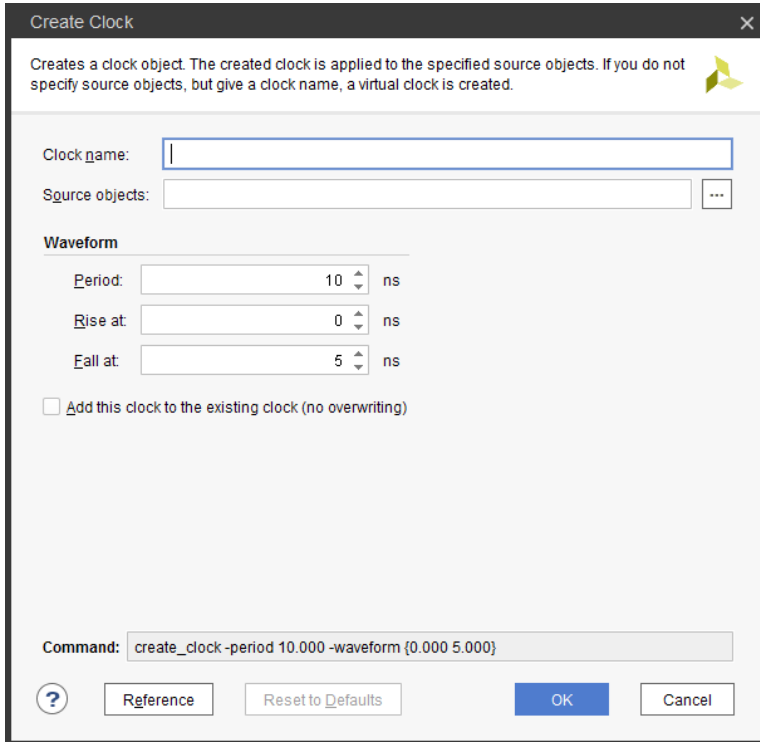 Create Clock
Creates a clock object. The created clock is applied to the specified source objects. If you do not
specify source objects, but give a clock name, a virtual clock is created.
Clock name:
Source objects:
...
Waveform
Period: 10 ns
Rise at: 0 ns
Fall at: 5 ns
Add this clock to the existing clock (no overwriting)
Command: create_clock -period 10.000 -waveform {0.000 5.000}
? Reference Reset to Defaults OK Cancel